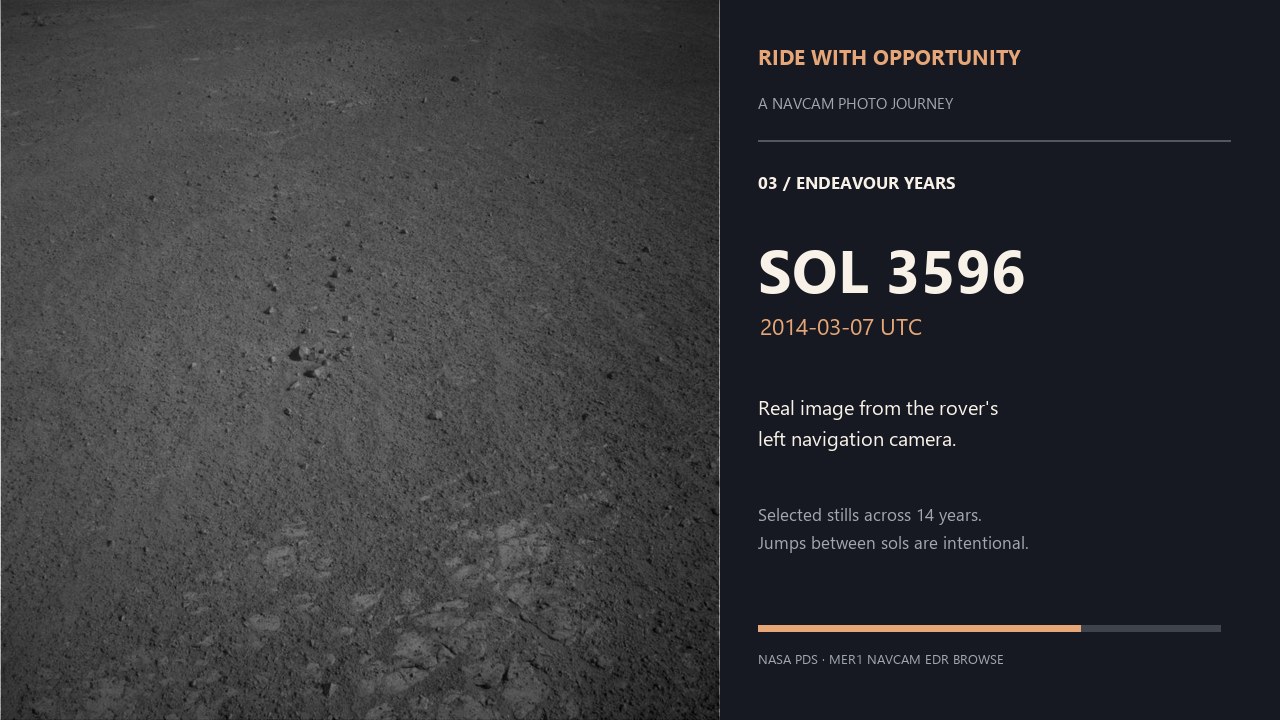 RIDE WITH OPPORTUNITY
A NAVCAM PHOTO JOURNEY
03 / ENDEAVOUR YEARS
SOL 3596
2014-03-07 UTC
Real image from the rover's
left navigation camera.
Selected stills across 14 years.
Jumps between sols are intentional.
NASA PDS · MER1 NAVCAM EDR BROWSE